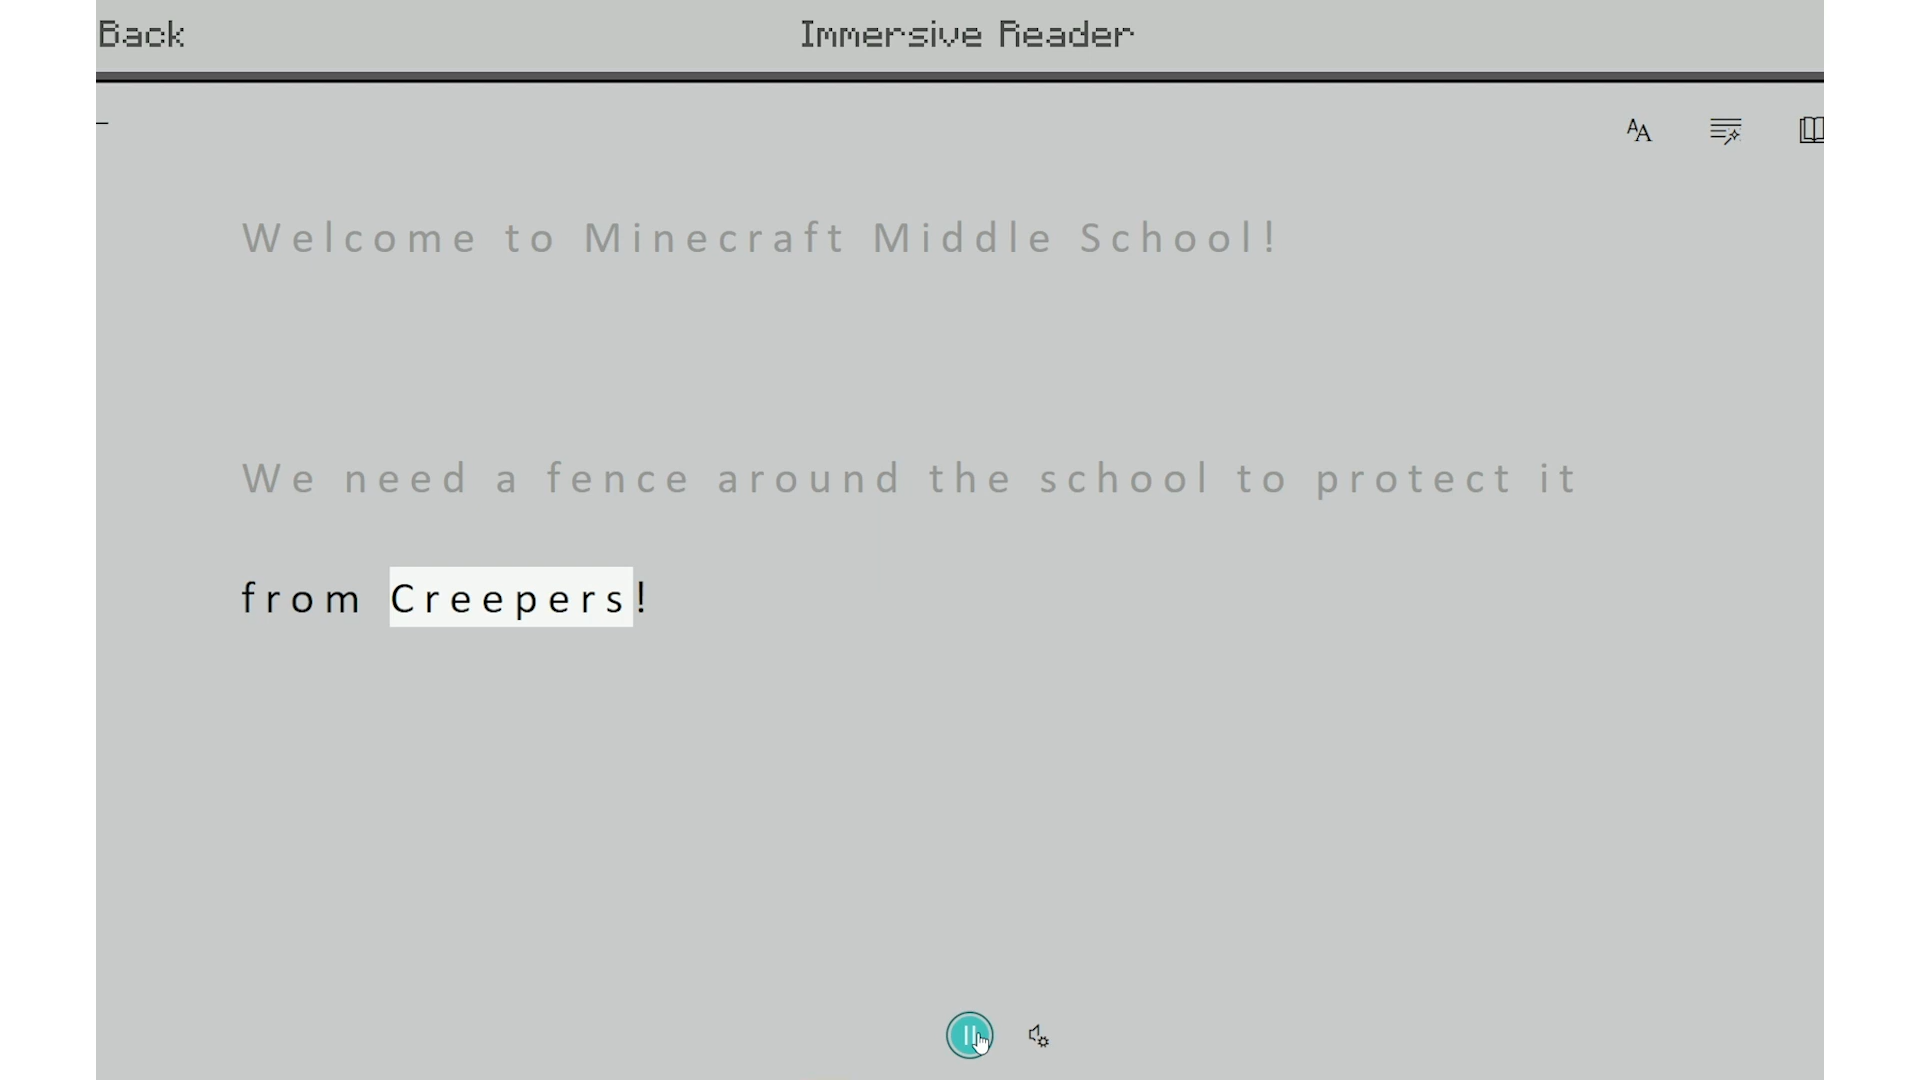 Back
Immersive Reader
Welcome to Minecraft Middle School!
We need a fence around the school to protect it
from Creepers!